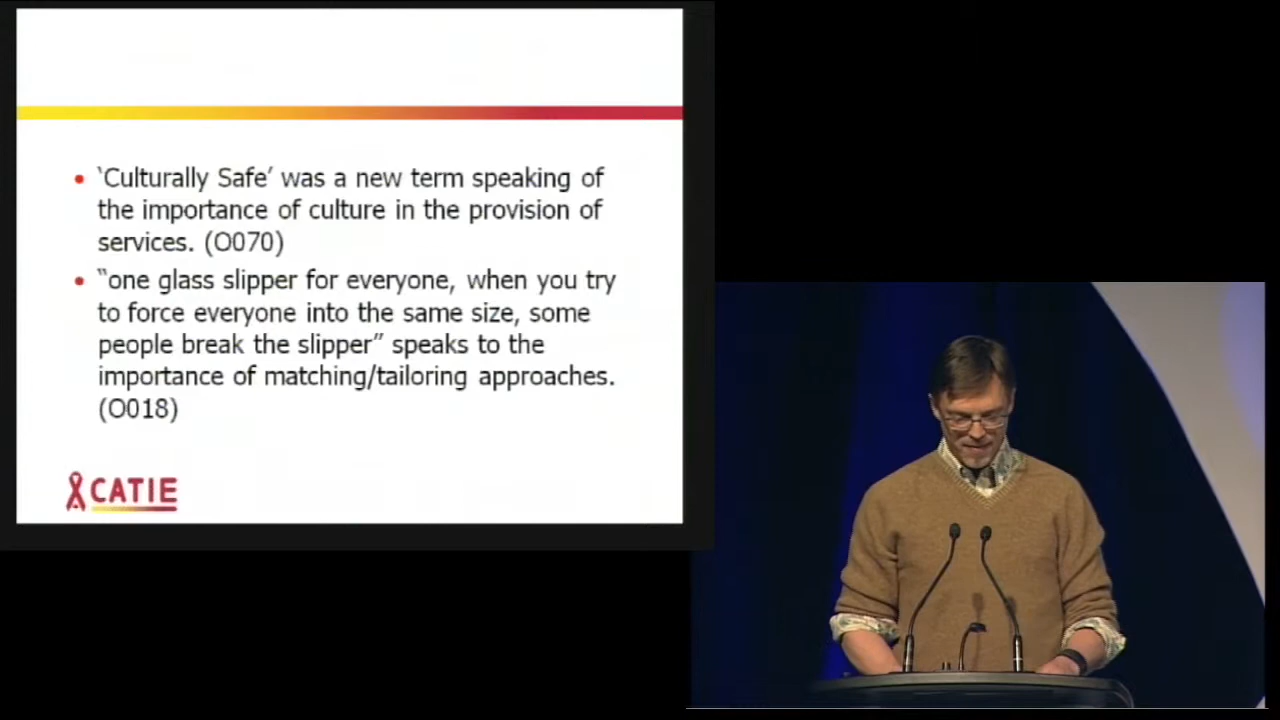 ‘Culturally Safe’ was a new term speaking of
the importance of culture in the provision of
services. (O070)
“one glass slipper for everyone, when you try
to force everyone into the same size, some
people break the slipper” speaks to the
importance of matching/tailoring approaches.
(O018)
CATIE